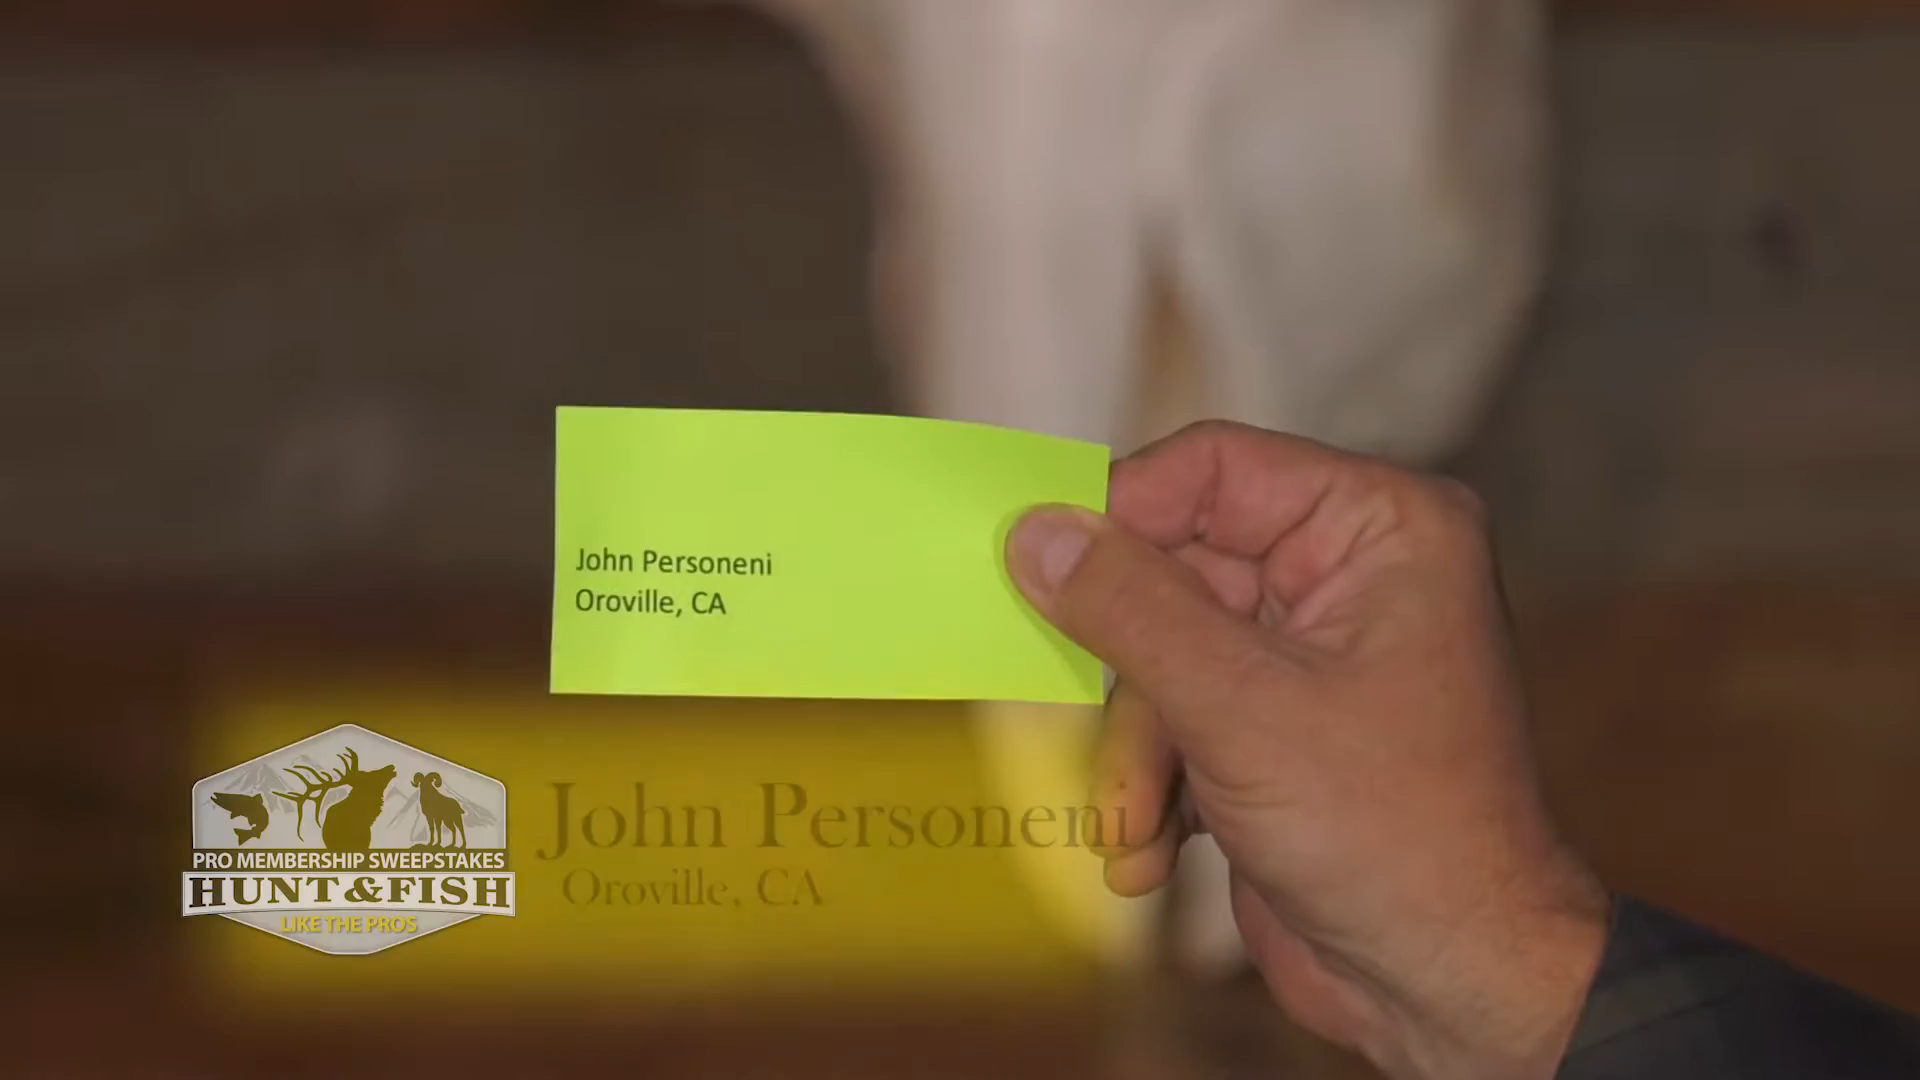 John Personeni
Oroville, CA
John Personeni
Oroville, CA
PRO MEMBERSHIP SWEEPSTAKES
HUNT & FISH
LIKE THE PROS